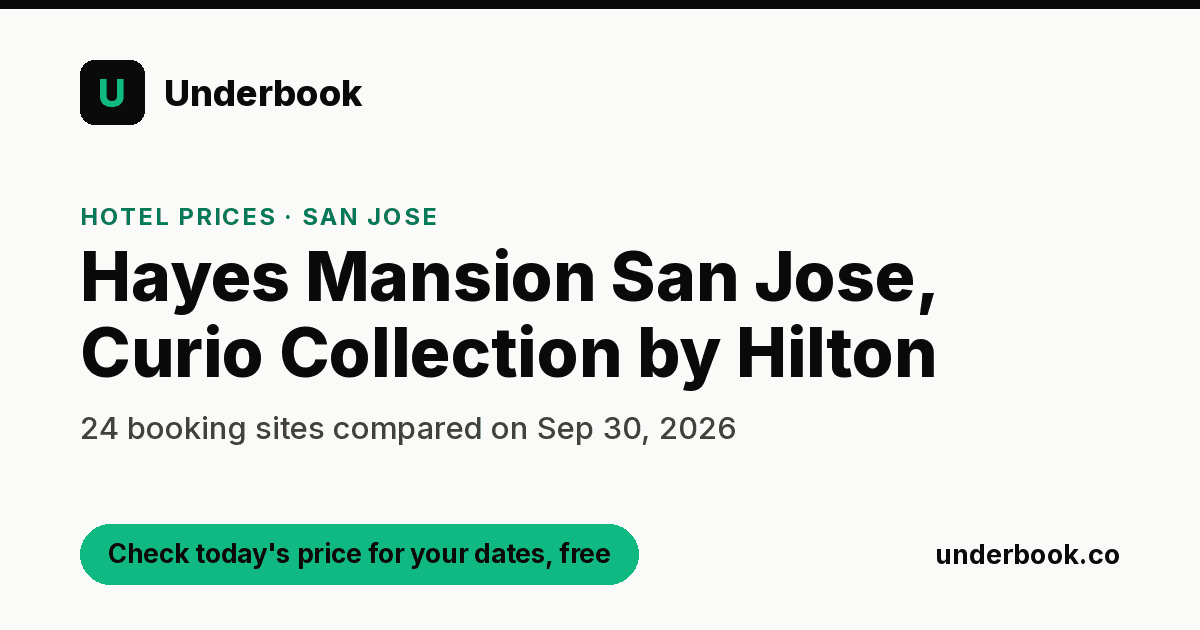 U Underbook
HOTEL PRICES · SAN JOSE
Hayes Mansion San Jose,
Curio Collection by Hilton
24 booking sites compared on Sep 30, 2026
Check today's price for your dates, free
underbook.co